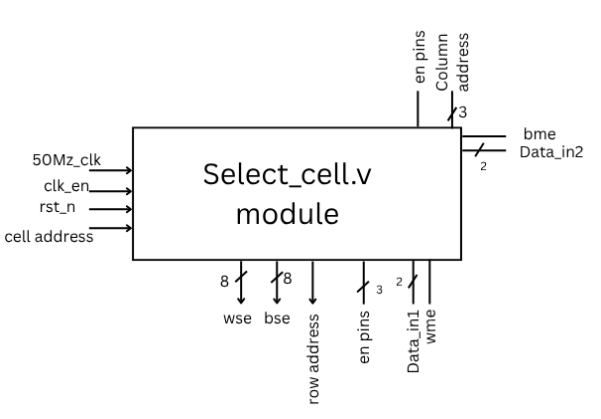 en pins
Column
address
3
bme
Data_in2
2
50Mz_clk
clk_en
rst_n
cell address
Select_cell.v
module
8
8
3
2
wse
bse
row address
en pins
Data_in1
wme